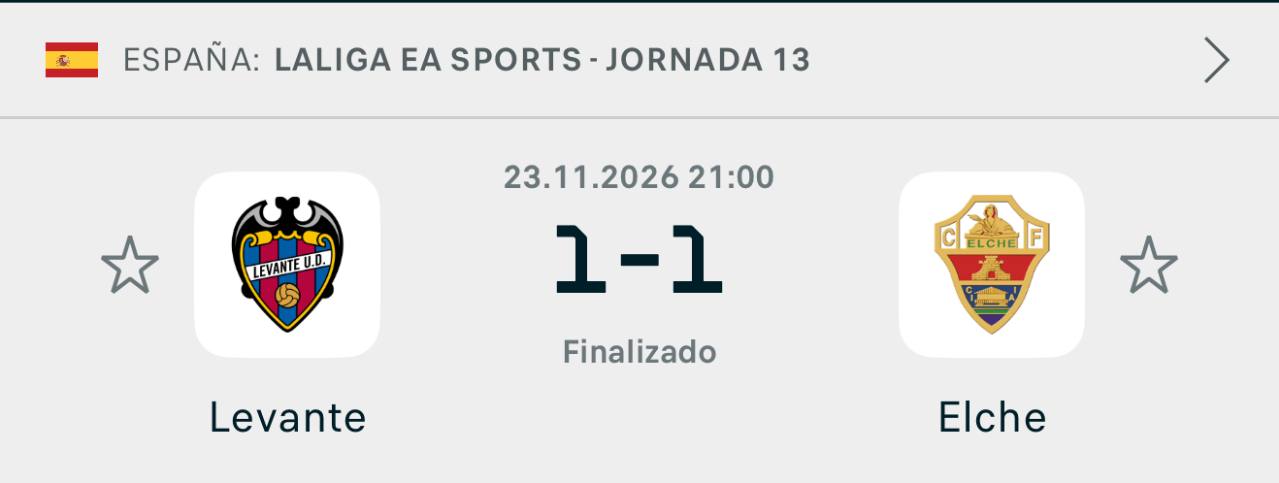 ESPAÑA: LALIGA EA SPORTS - JORNADA 13
23.11.2026 21:00
1-1
Finalizado
LEVANTE U.D.
C ELCHE F
C I A
Levante
Elche